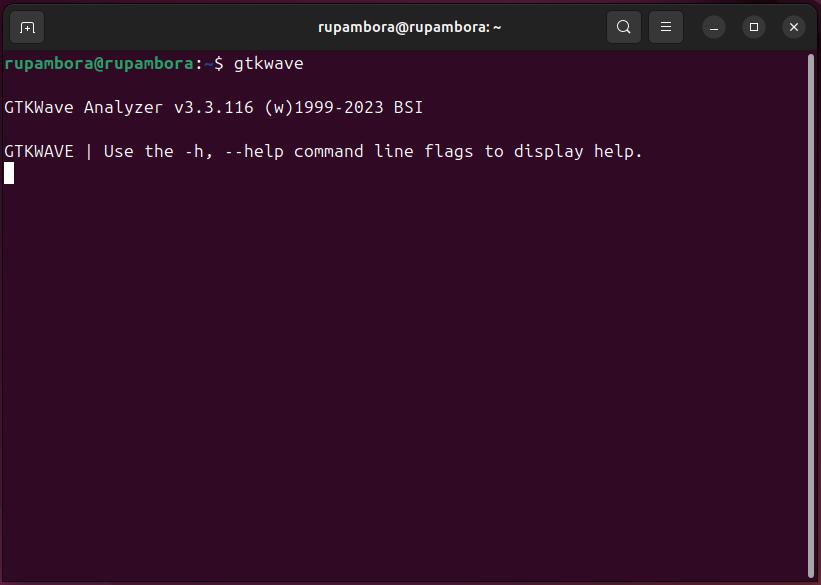 rupambora@rupambora: ~
rupambora@rupambora:~$ gtkwave
GTKWave Analyzer v3.3.116 (w)1999-2023 BSI
GTKWAVE | Use the -h, --help command line flags to display help.